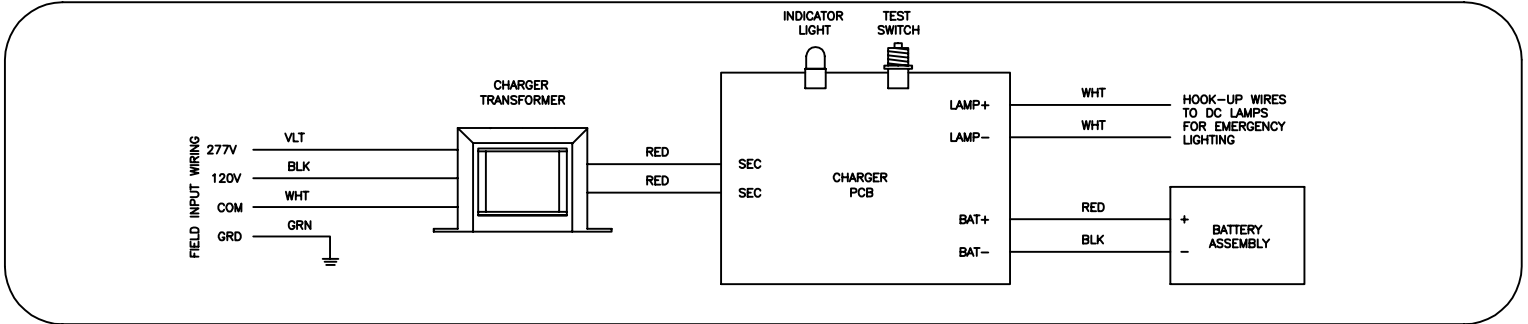 INDICATOR
LIGHT
TEST
SWITCH
CHARGER
TRANSFORMER
FIELD INPUT WIRING
277V
VLT
120V
BLK
COM
WHT
GRD
GRN
RED
RED
SEC
SEC
CHARGER
PCB
LAMP+
LAMP-
BAT+
BAT-
WHT
WHT
HOOK-UP WIRES
TO DC LAMPS
FOR EMERGENCY
LIGHTING
RED
BLK
+
-
BATTERY
ASSEMBLY